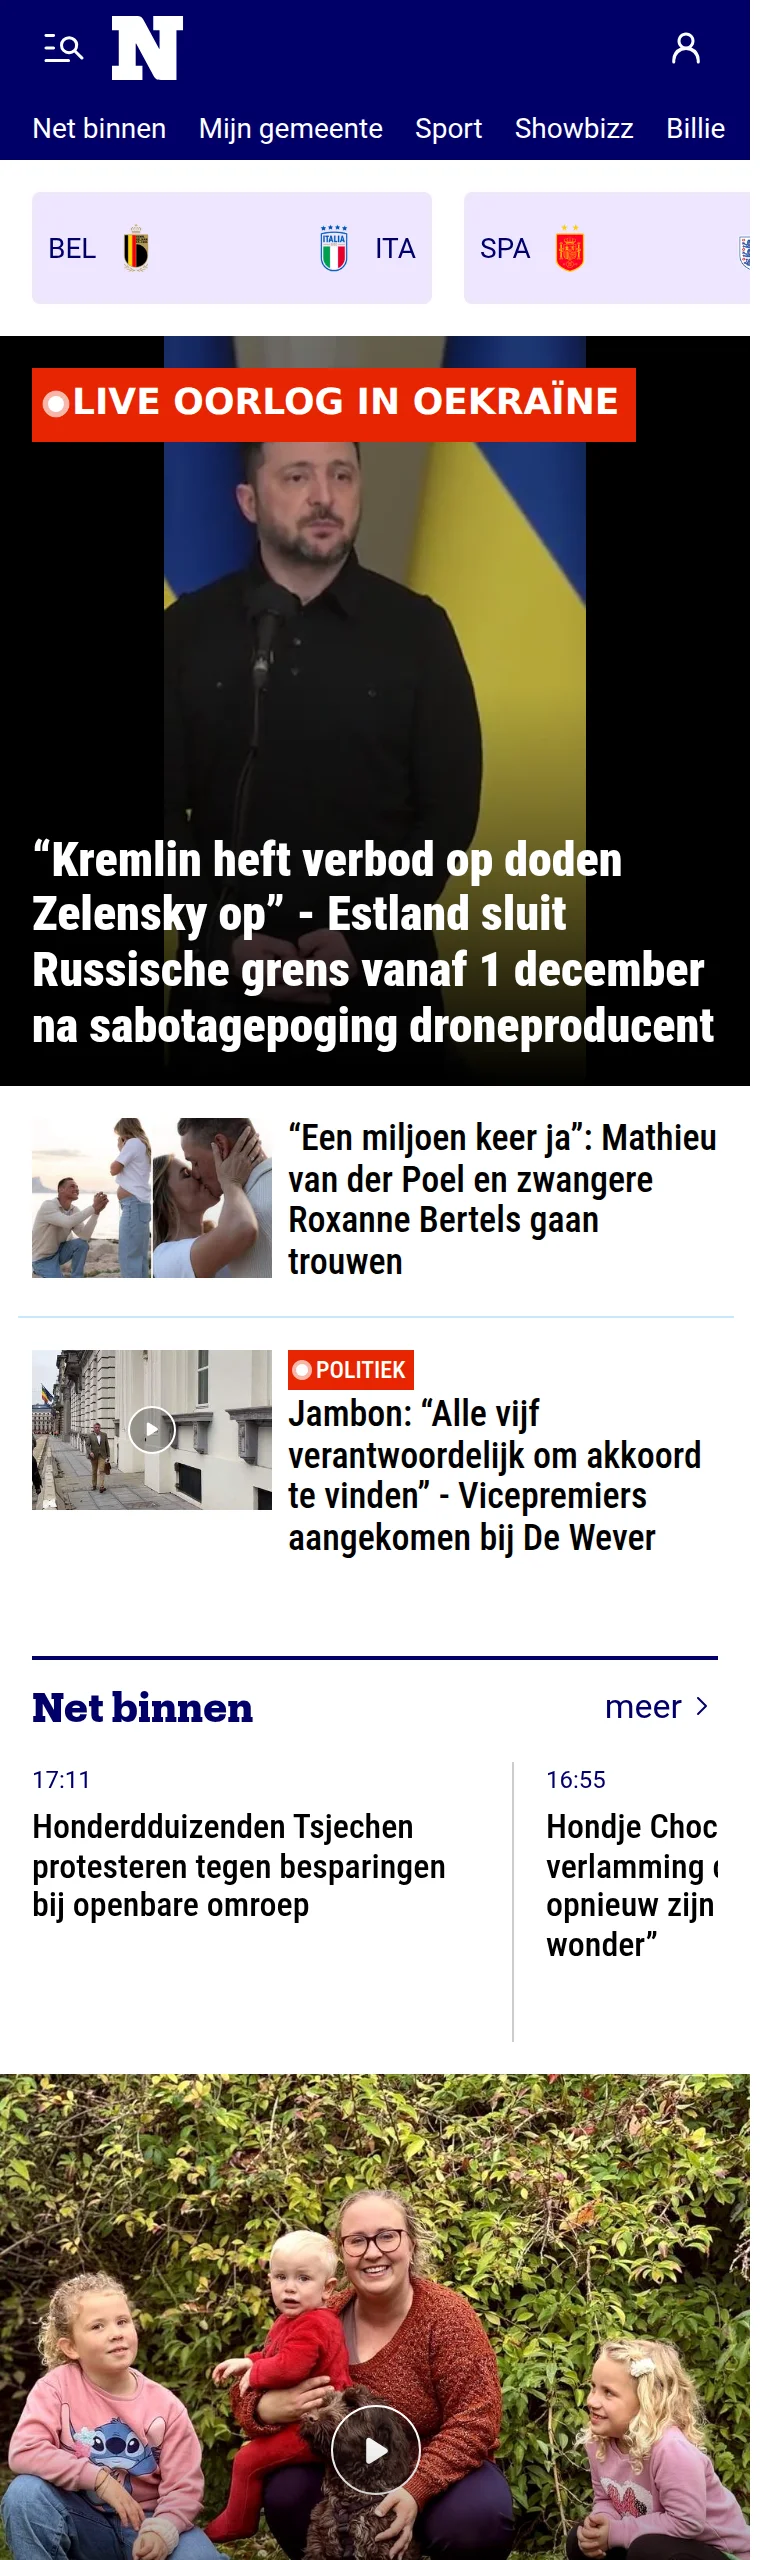 N
Net binnen Mijn gemeente Sport Showbizz Billie
BEL ITALIA ITA SPA
LIVE OORLOG IN OEKRAÏNE
“Kremlin heft verbod op doden
Zelensky op” - Estland sluit
Russische grens vanaf 1 december
na sabotagepoging droneproducent
“Een miljoen keer ja”: Mathieu
van der Poel en zwangere
Roxanne Bertels gaan
trouwen
POLITIEK
Jambon: “Alle vijf
verantwoordelijk om akkoord
te vinden” - Vicepremiers
aangekomen bij De Wever
Net binnen meer
17:11
Honderdduizenden Tsjechen
protesteren tegen besparingen
bij openbare omroep
16:55
Hondje Choc
verlamming
opnieuw zijn
wonder”